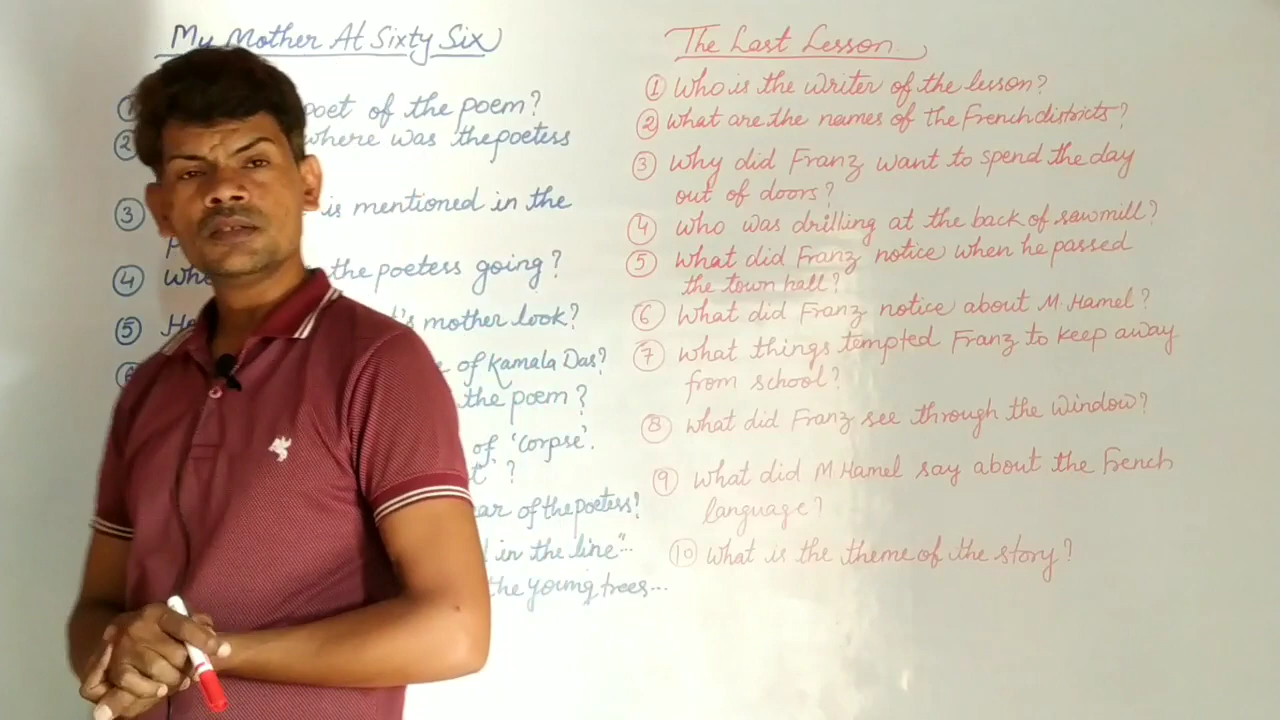 My Mother At Sixty Six
① poet of the poem?
② where was the poetess
③ is mentioned in the
④ the poetess going?
⑤ 's mother look?
of Kamala Das?
the poem?
of 'corpse'.
?
of the poetess?
in the line"...
the young trees...
The Last Lesson
① Who is the writer of the lesson?
② What are the names of the French districts?
③ Why did Franz want to spend the day
out of doors?
④ Who was drilling at the back of sawmill?
⑤ What did Franz notice when he passed
the town hall?
⑥ What did Franz notice about M. Hamel?
⑦ What things tempted Franz to keep away
from school?
⑧ What did Franz see through the window?
⑨ What did M Hamel say about the French
language?
⑩ What is the theme of the story?